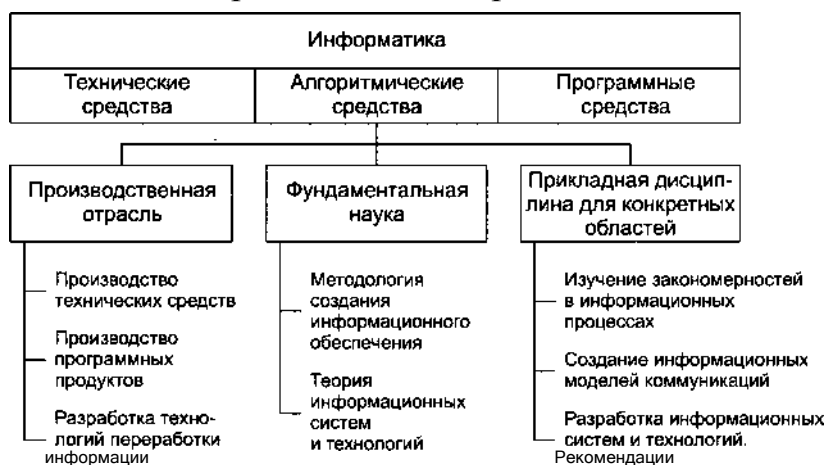 Информатика
Технические
средства
Алгоритмические
средства
Программные
средства
Производственная
отрасль
Фундаментальная
наука
Прикладная дисцип-
лина для конкретных
областей
Производство
технических средств
Производство
программных
продуктов
Разработка техно-
логий переработки
информации
Методология
создания
информационного
обеспечения
Теория
информационных
систем
и технологий
Изучение закономерностей
в информационных
процессах
Создание информационных
моделей коммуникаций
Разработка информационных
систем и технологий.
Рекомендации